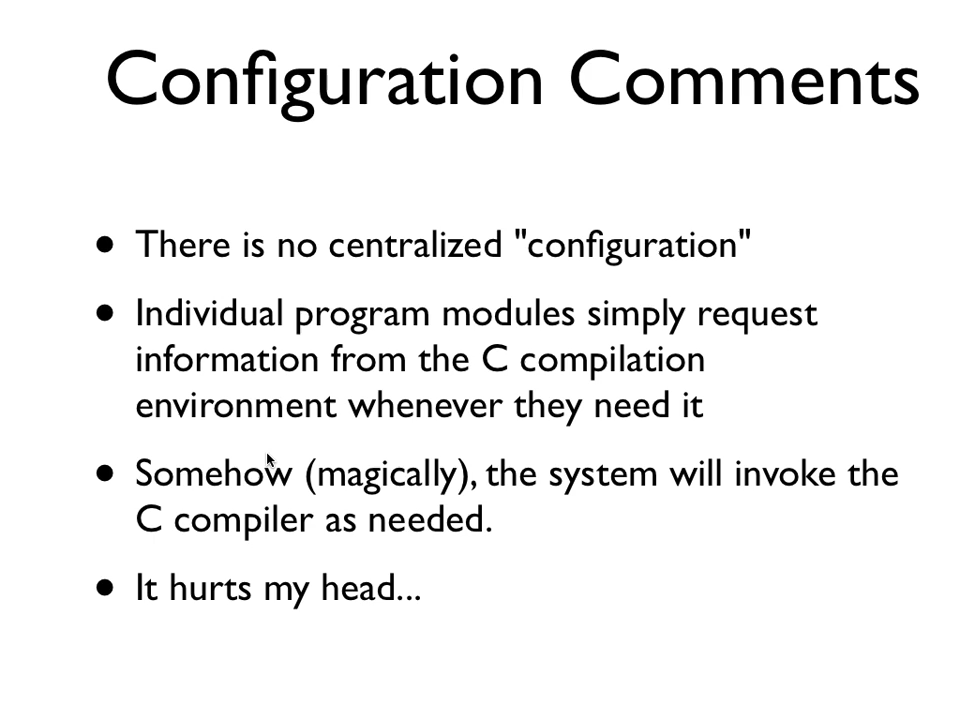 Configuration Comments
• There is no centralized "configuration"
• Individual program modules simply request
information from the C compilation
environment whenever they need it
• Somehow (magically), the system will invoke the
C compiler as needed.
• It hurts my head...